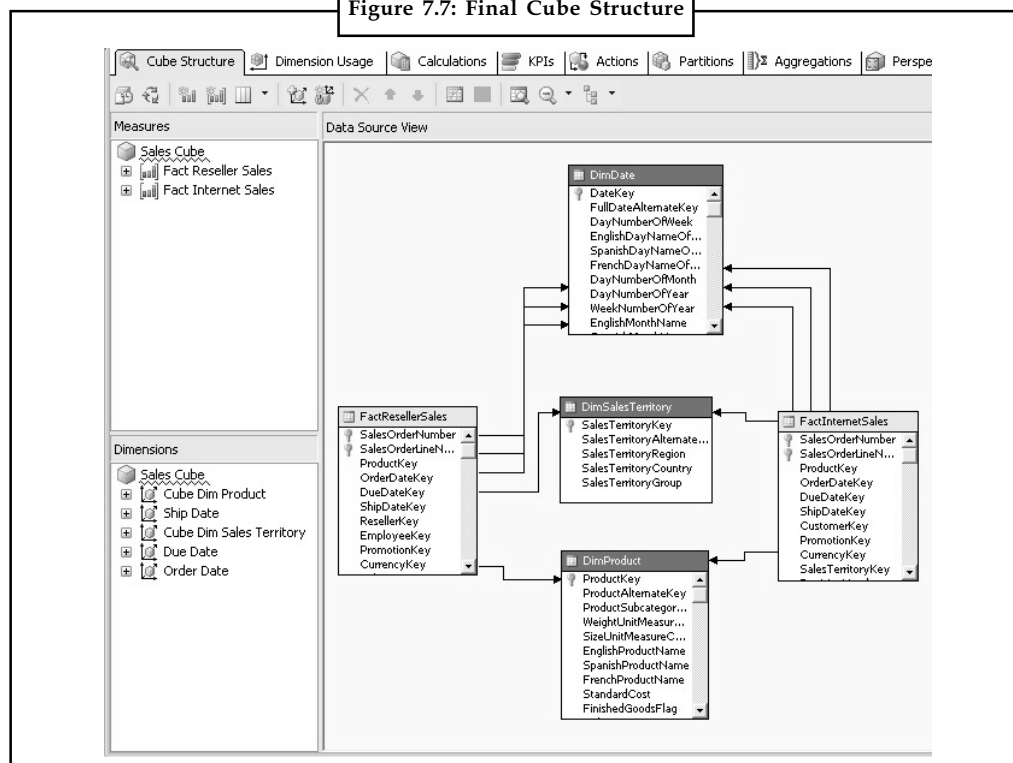 Figure 7.7: Final Cube Structure
Cube Structure
Dimension Usage
Calculations
KPIs
Actions
Partitions
Aggregations
Perspe
Measures
Sales Cube
Fact Reseller Sales
Fact Internet Sales
Dimensions
Sales Cube
Cube Dim Product
Ship Date
Cube Dim Sales Territory
Due Date
Order Date
Data Source View
DimDate
DateKey
FullDateAlternateKey
DayNumberOfWeek
EnglishDayNameOf...
SpanishDayNameO...
FrenchDayNameOf...
DayNumberOfMonth
DayNumberOfYear
WeekNumberOfYear
EnglishMonthName
FactResellerSales
SalesOrderNumber
SalesOrderLineN...
ProductKey
OrderDateKey
DueDateKey
ShipDateKey
ResellerKey
EmployeeKey
PromotionKey
CurrencyKey
DimSalesTerritory
SalesTerritoryKey
SalesTerritoryAlternate...
SalesTerritoryRegion
SalesTerritoryCountry
SalesTerritoryGroup
FactInternetSales
SalesOrderNumber
SalesOrderLineN...
ProductKey
OrderDateKey
DueDateKey
ShipDateKey
CustomerKey
PromotionKey
CurrencyKey
SalesTerritoryKey
DimProduct
ProductKey
ProductAlternateKey
ProductSubcategor...
WeightUnitMeasur...
SizeUnitMeasureC...
EnglishProductName
SpanishProductName
FrenchProductName
StandardCost
FinishedGoodsFlag